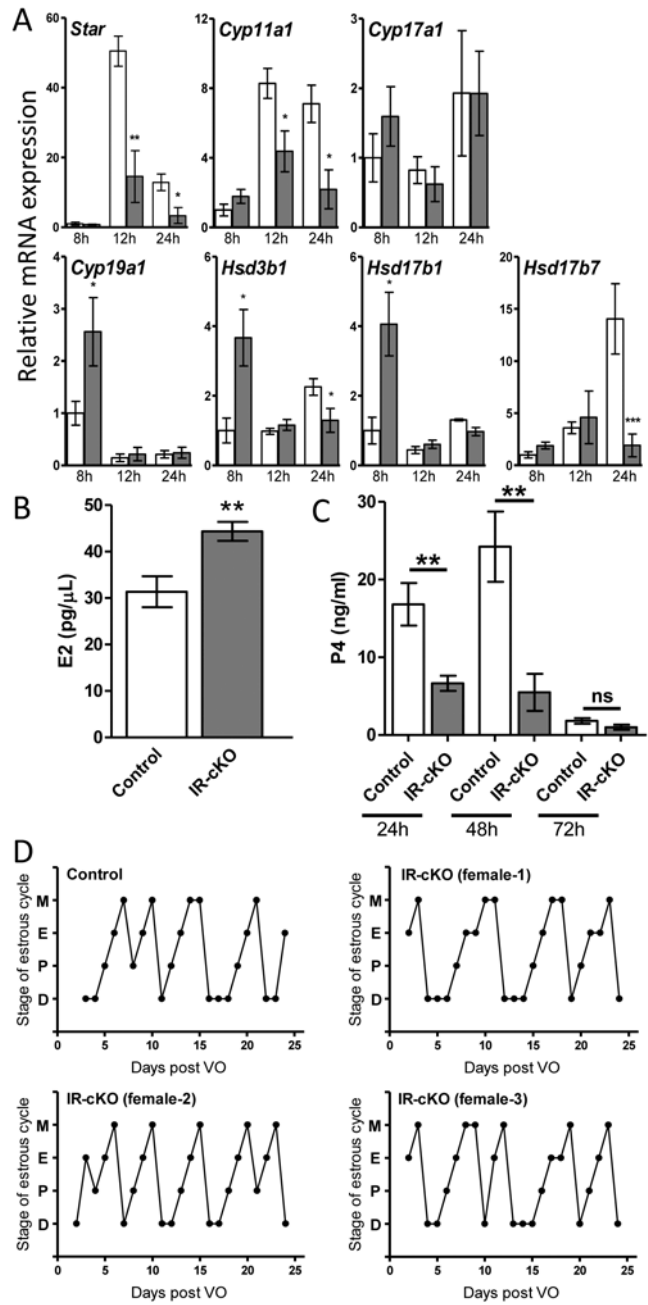 A
Relative mRNA expression
Star
60
40
20
0
8h 12h 24h
** *
Cyp11a1
12
8
4
0
8h 12h 24h
* *
Cyp17a1
3
2
1
0
8h 12h 24h
Cyp19a1
4
3
2
1
0
8h 12h 24h
*
Hsd3b1
6
4
2
0
8h 12h 24h
* *
Hsd17b1
6
4
2
0
8h 12h 24h
*
Hsd17b7
20
15
10
5
0
8h 12h 24h
***
B
E2 (pg/μL)
50
40
30
20
10
0
**
Control IR-cKO
C
P4 (ng/ml)
30
20
10
0
** ** ns
Control IR-cKO Control IR-cKO Control IR-cKO
24h 48h 72h
D
Control
Stage of estrous cycle
M
E
P
D
0 5 10 15 20 25
Days post VO
IR-cKO (female-1)
Stage of estrous cycle
M
E
P
D
0 5 10 15 20 25
Days post VO
IR-cKO (female-2)
Stage of estrous cycle
M
E
P
D
0 5 10 15 20 25
Days post VO
IR-cKO (female-3)
Stage of estrous cycle
M
E
P
D
0 5 10 15 20 25
Days post VO